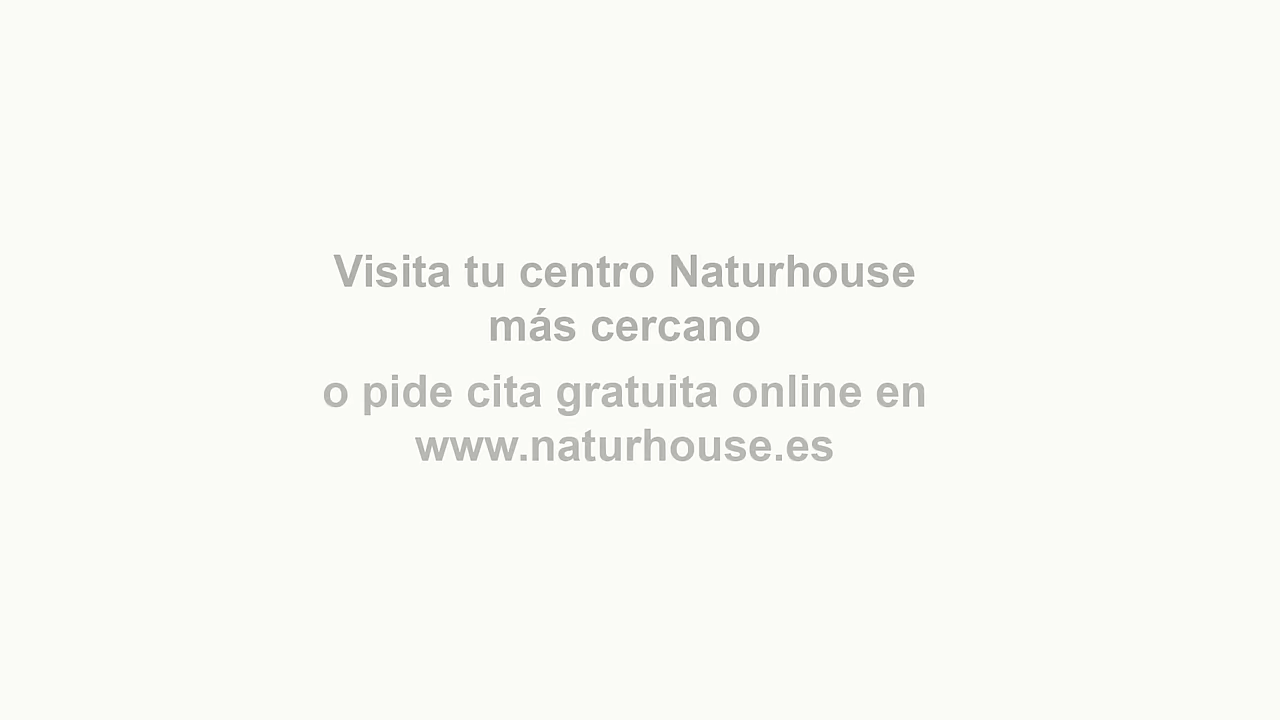 Visita tu centro Naturhouse
más cercano
o pide cita gratuita online en
www.naturhouse.es